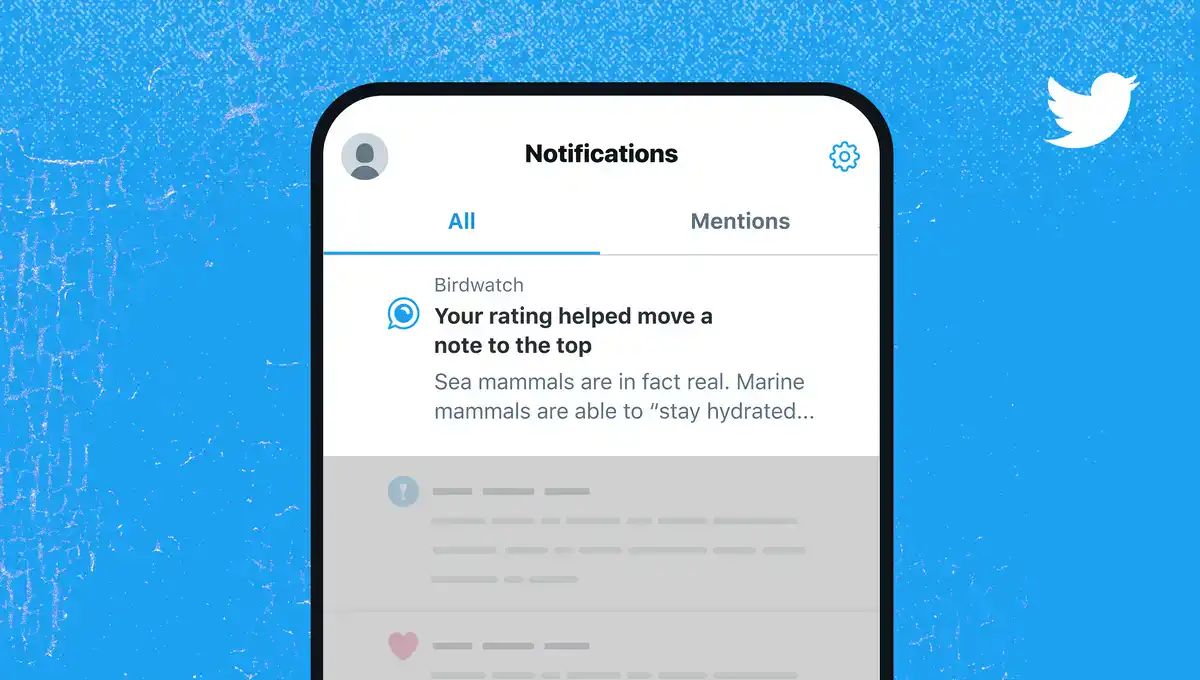 Notifications
All
Mentions
Birdwatch
Your rating helped move a
note to the top
Sea mammals are in fact real. Marine
mammals are able to “stay hydrated...